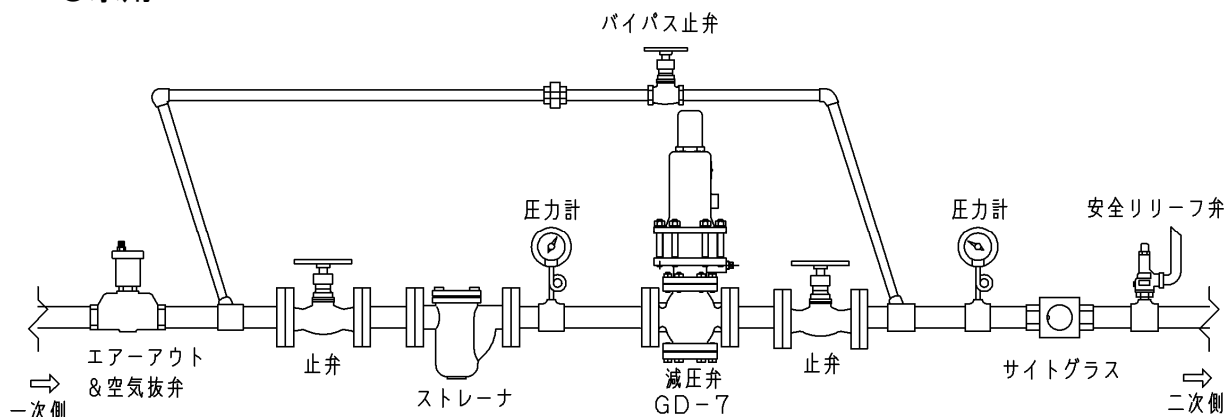 バイパス止弁
圧力計
圧力計
安全リリーフ弁
エアーアウト
&空気抜弁
止弁
ストレーナ
減圧弁
GD-7
止弁
サイトグラス
一次側
二次側